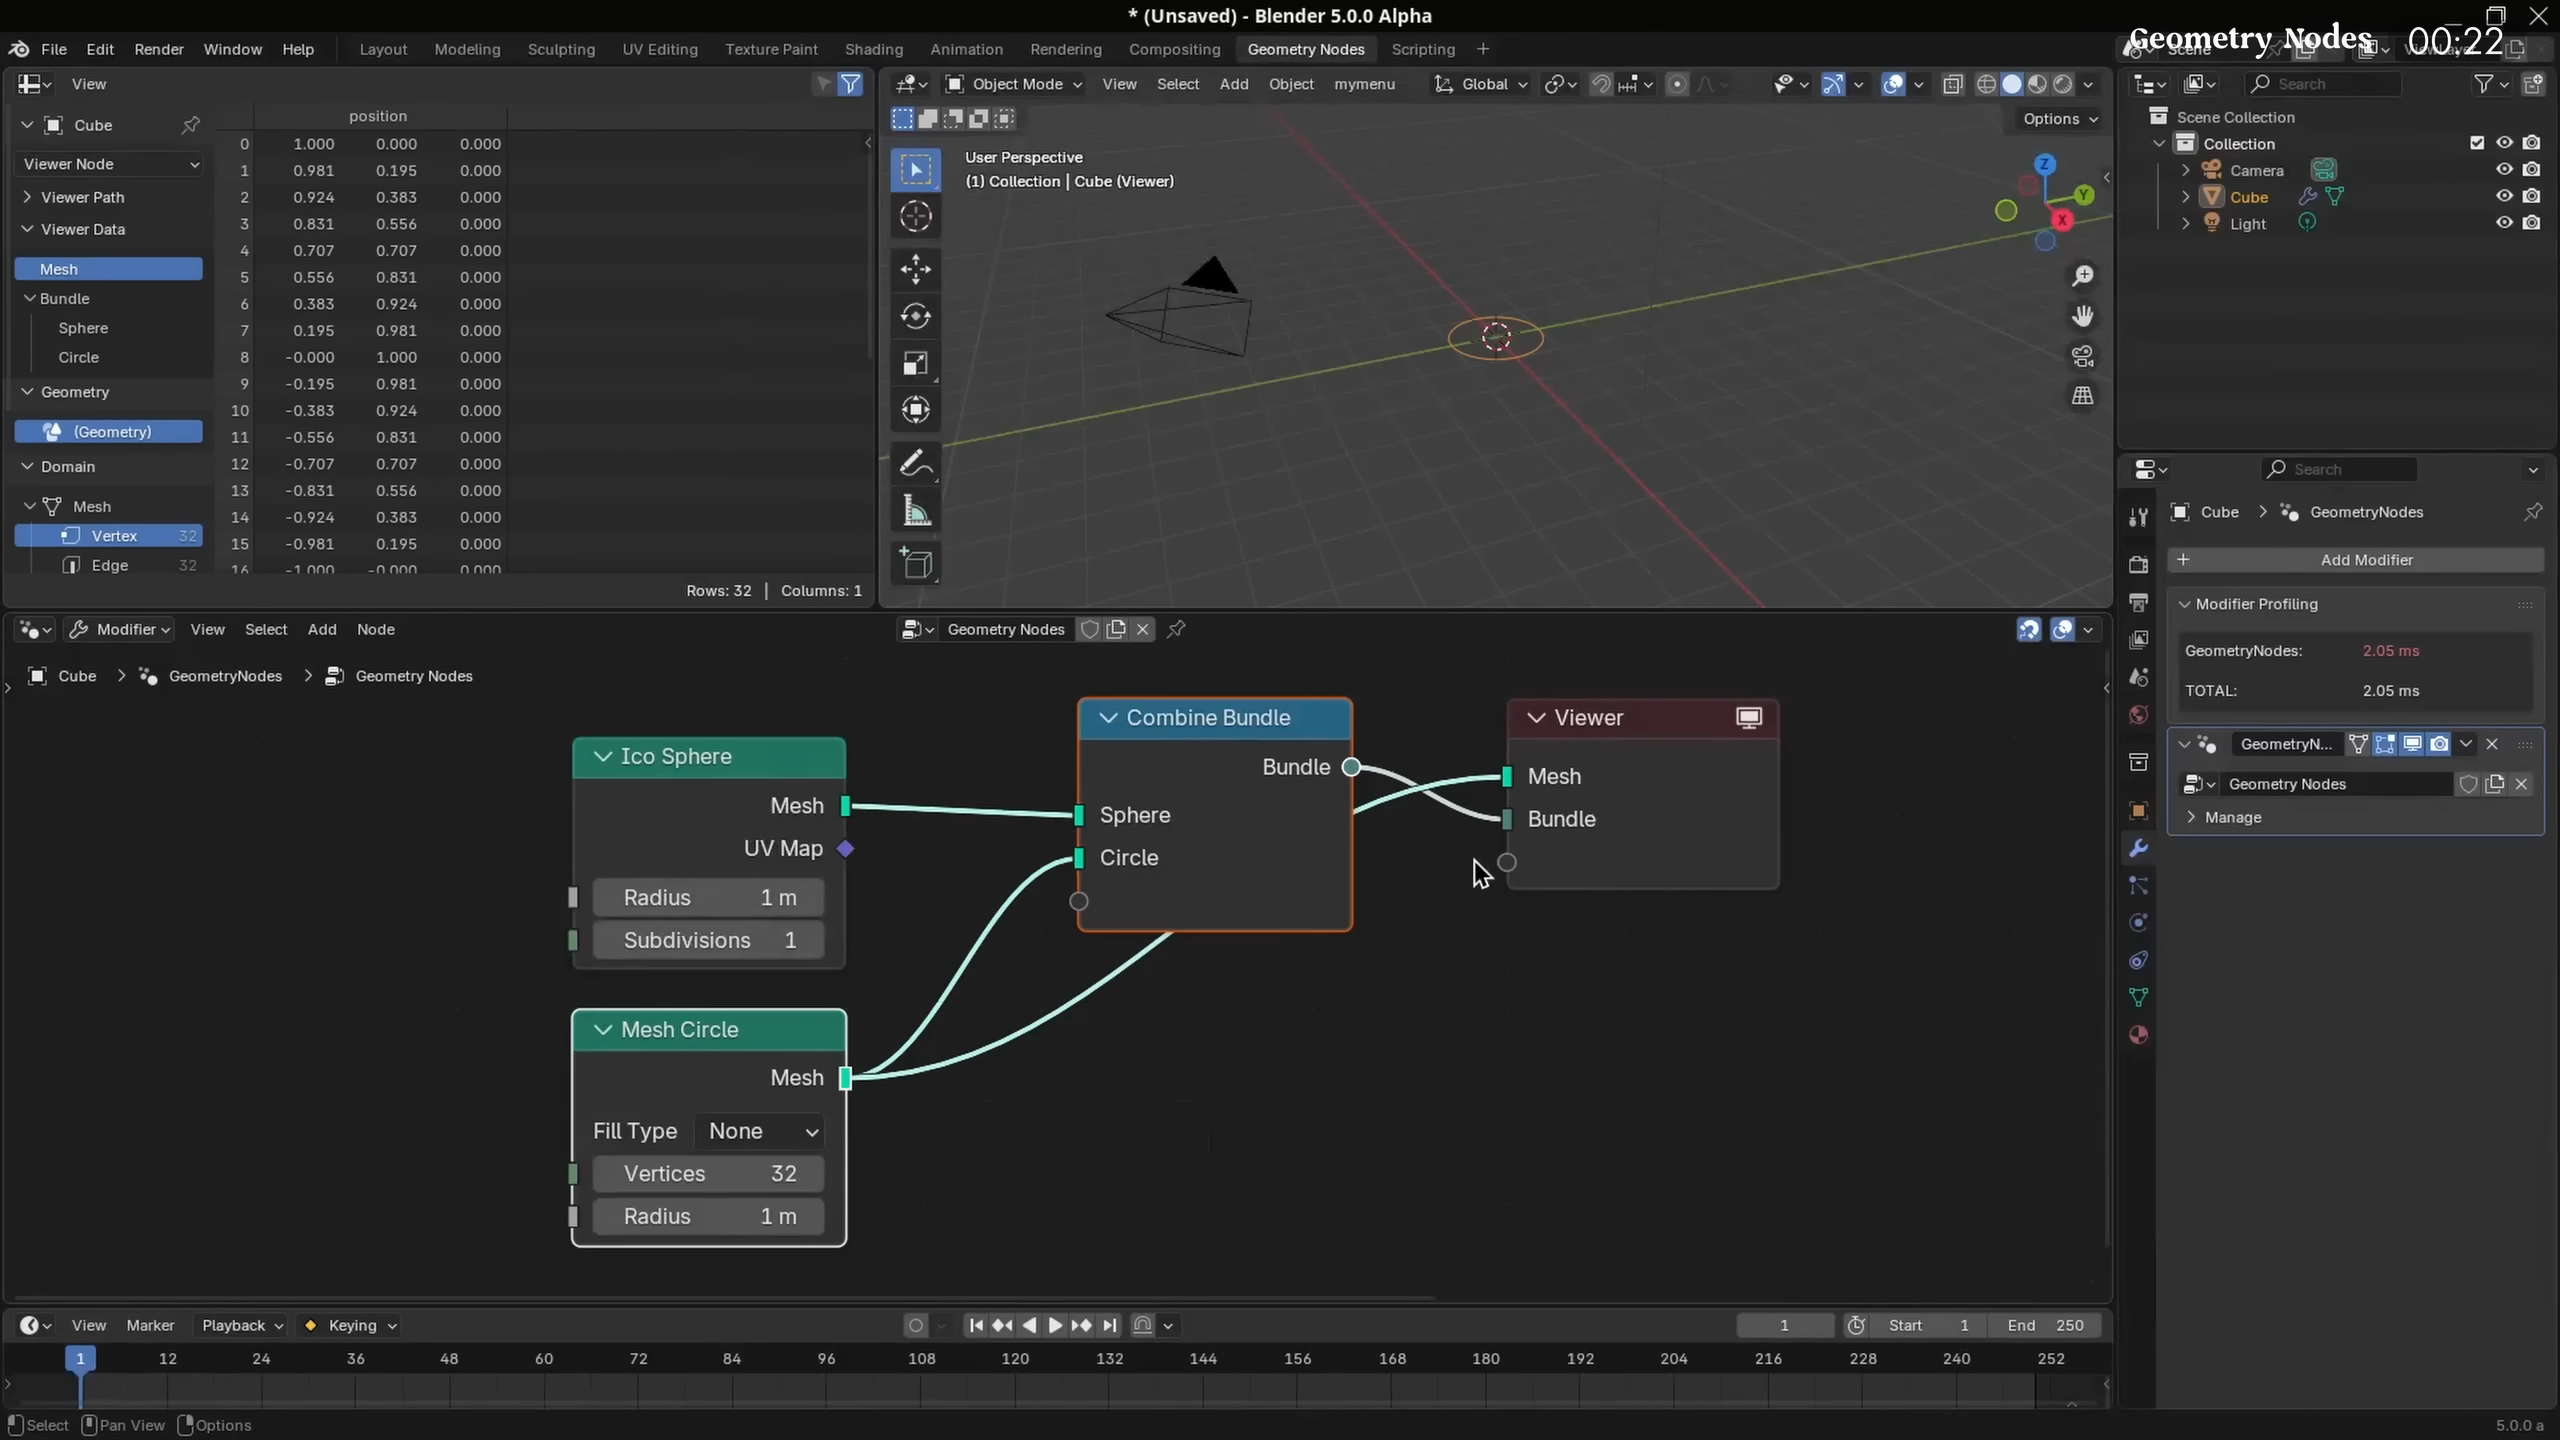 * (Unsaved) - Blender 5.0.0 Alpha
File Edit Render Window Help
Layout Modeling Sculpting UV Editing Texture Paint Shading Animation Rendering Compositing Geometry Nodes Scripting +
Geometry Nodes 00:22
View
Cube
Viewer Node
Viewer Path
Viewer Data
Mesh
Bundle
Sphere
Circle
Geometry
(Geometry)
Domain
Mesh
Vertex 32
Edge 32
position
0 1.000 0.000 0.000
1 0.981 0.195 0.000
2 0.924 0.383 0.000
3 0.831 0.556 0.000
4 0.707 0.707 0.000
5 0.556 0.831 0.000
6 0.383 0.924 0.000
7 0.195 0.981 0.000
8 -0.000 1.000 0.000
9 -0.195 0.981 0.000
10 -0.383 0.924 0.000
11 -0.556 0.831 0.000
12 -0.707 0.707 0.000
13 -0.831 0.556 0.000
14 -0.924 0.383 0.000
15 -0.981 0.195 0.000
16 -1.000 -0.000 0.000
Rows: 32 | Columns: 1
Object Mode View Select Add Object mymenu Global
Options
User Perspective
(1) Collection | Cube (Viewer)
Z
Y
X
Search
Scene Collection
Collection
Camera
Cube
Light
Search
Cube > GeometryNodes
+ Add Modifier
Modifier Profiling
GeometryNodes: 2.05 ms
TOTAL: 2.05 ms
GeometryN...
Geometry Nodes
Manage
Modifier View Select Add Node
Geometry Nodes
Cube > GeometryNodes > Geometry Nodes
Ico Sphere
Mesh
UV Map
Radius 1 m
Subdivisions 1
Mesh Circle
Mesh
Fill Type None
Vertices 32
Radius 1 m
Combine Bundle
Bundle
Sphere
Circle
Viewer
Mesh
Bundle
View Marker Playback Keying
1
Start 1
End 250
1 12 24 36 48 60 72 84 96 108 120 132 144 156 168 180 192 204 216 228 240 252
Select Pan View Options
5.0.0 a